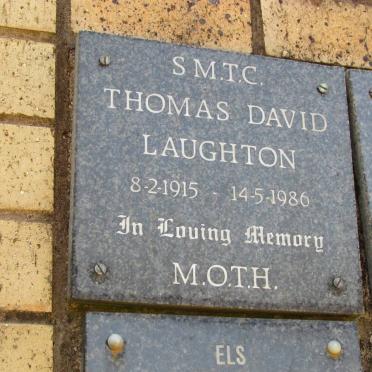 S.M.T.C.
THOMAS DAVID
LAUGHTON
8-2-1915 - 14-5-1986
In Loving Memory
M.O.T.H.
ELS